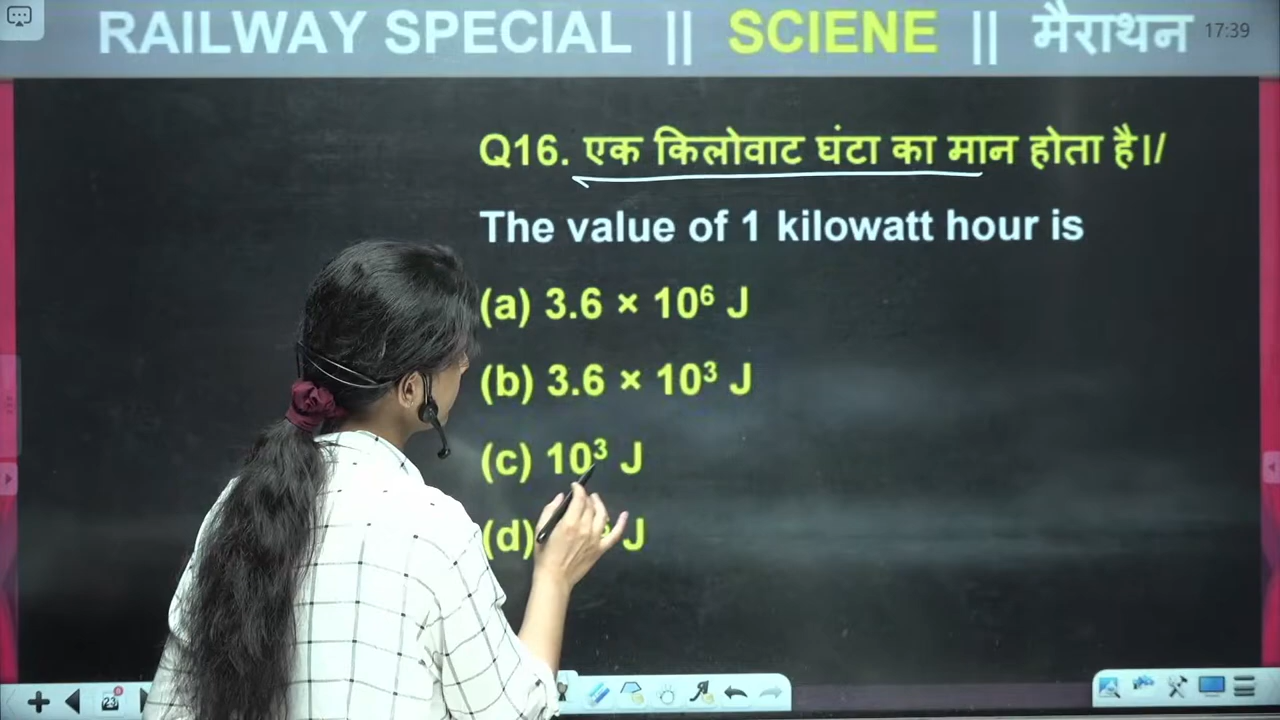 RAILWAY SPECIAL || SCIENE || मैराथन 17:39
Q16. एक किलोवाट घंटा का मान होता है।/
The value of 1 kilowatt hour is
(a) 3.6 × 10⁶ J
(b) 3.6 × 10³ J
(c) 10³ J
(d) J
23